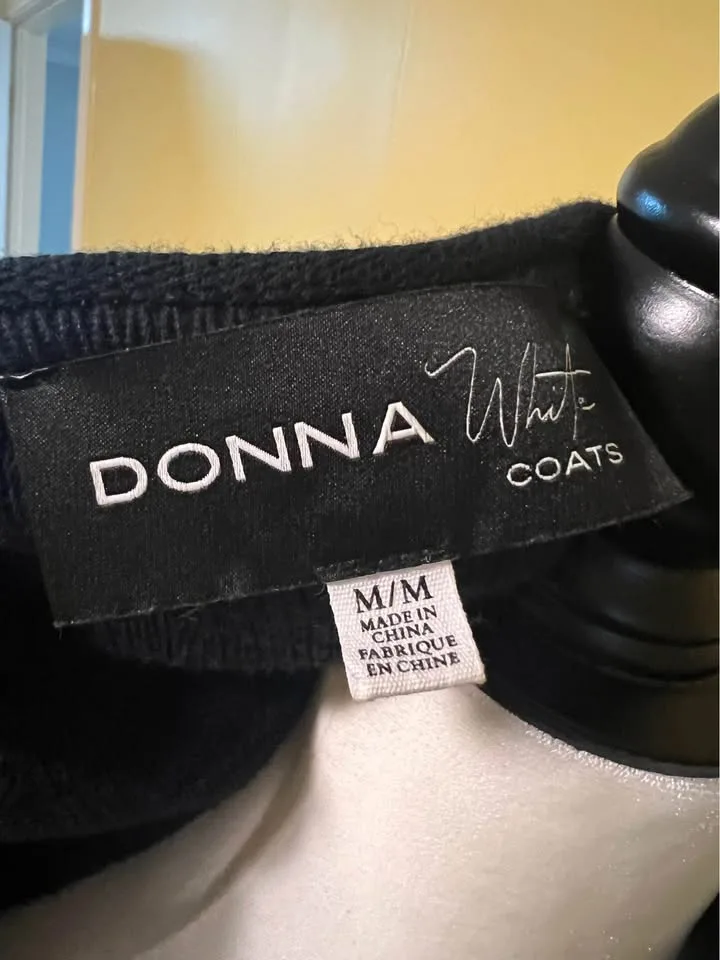 DONNA White
COATS
M/M
MADE IN
CHINA
FABRIQUE
EN CHINE